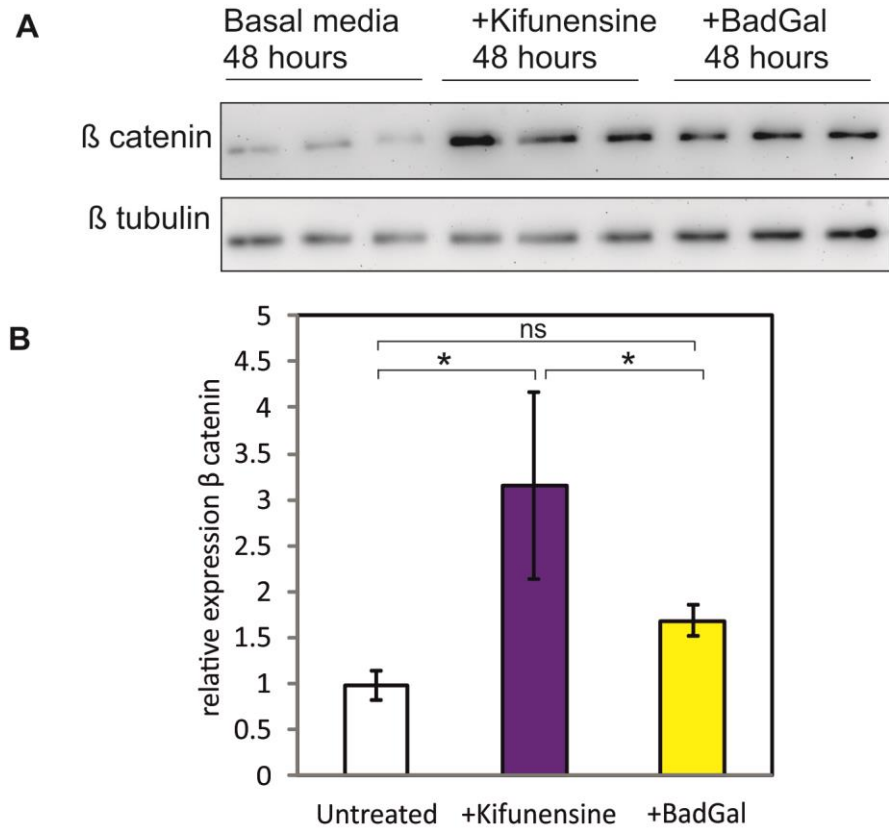 A
Basal media +Kifunensine +BadGal
48 hours 48 hours 48 hours
ß catenin
ß tubulin
B
relative expression β catenin
5
4.5
4
3.5
3
2.5
2
1.5
1
0.5
0
ns
* *
Untreated +Kifunensine +BadGal